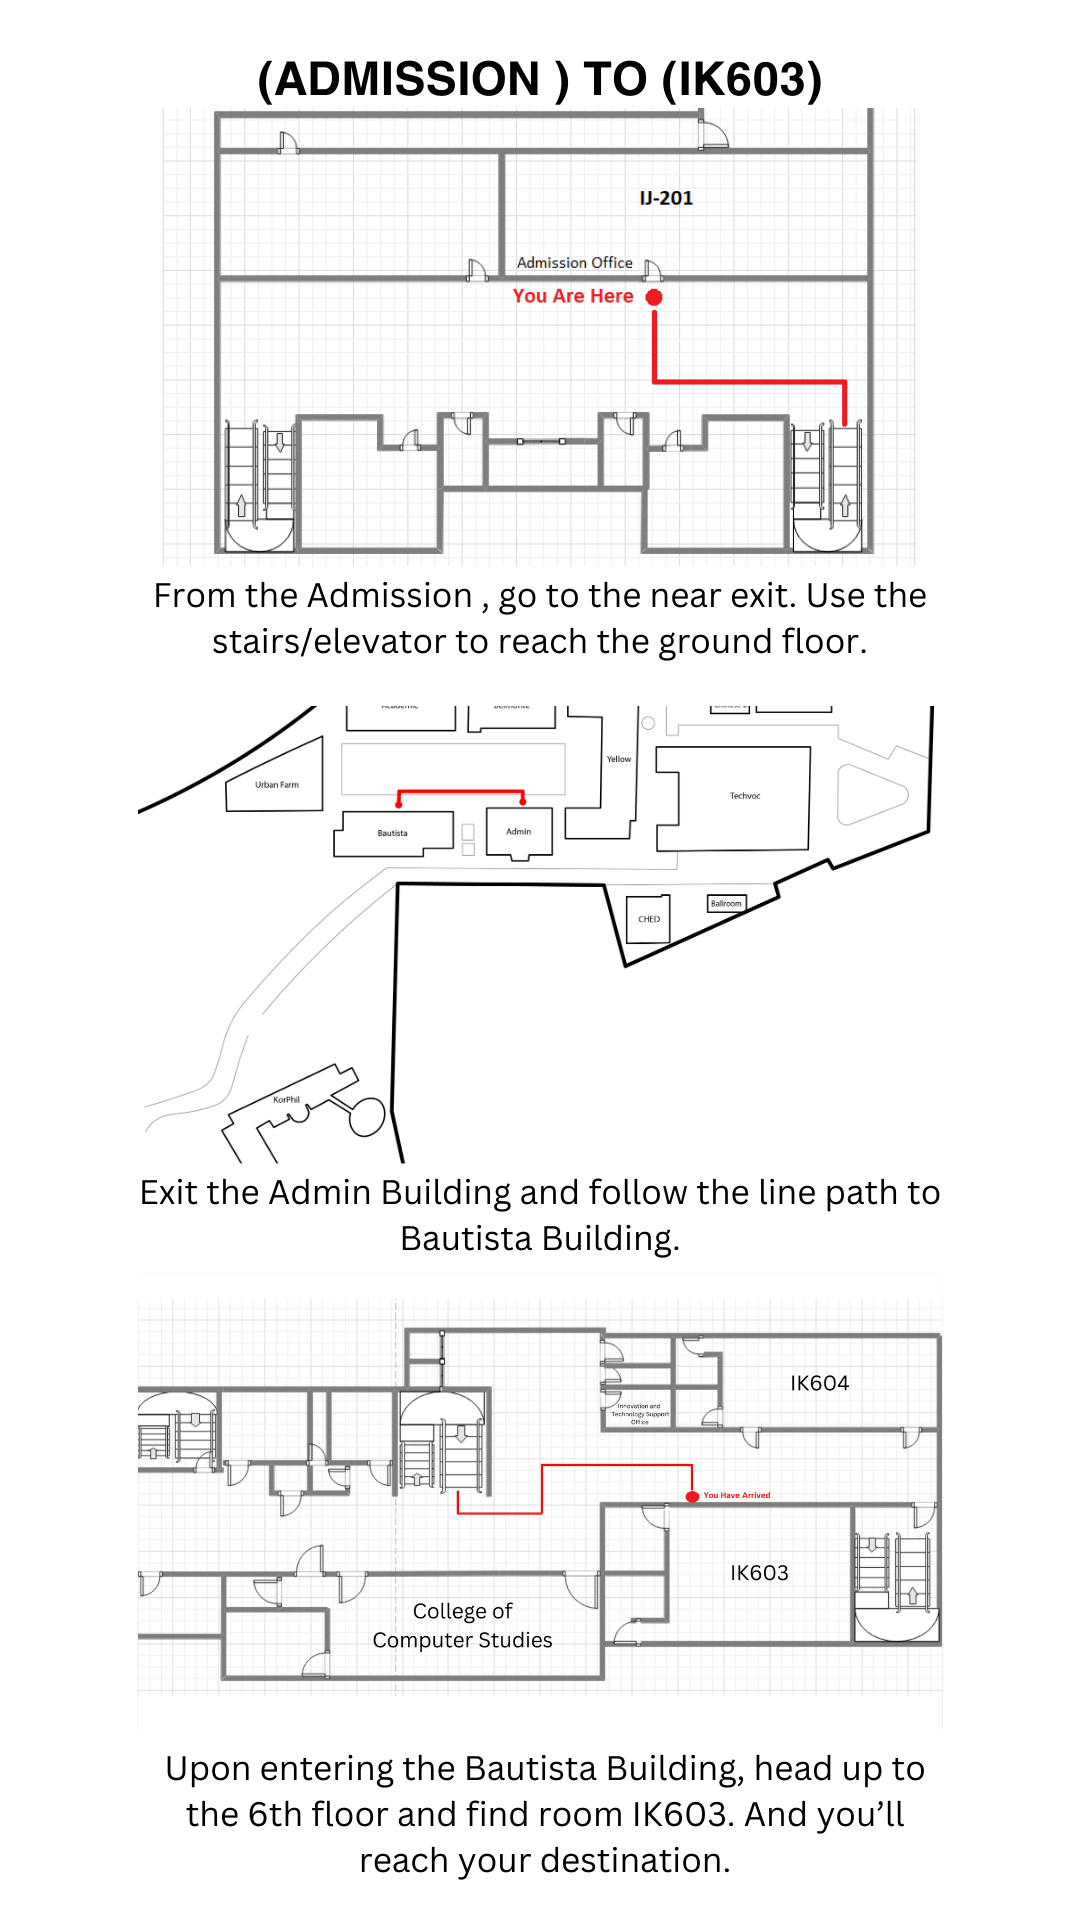 (ADMISSION ) TO (IK603)
IJ-201
Admission Office
You Are Here
From the Admission , go to the near exit. Use the
stairs/elevator to reach the ground floor.
Academic
Belmonte
Yellow
Urban Farm
Techvoc
Bautista
Admin
Ballroom
CHED
KorPhil
Exit the Admin Building and follow the line path to
Bautista Building.
IK604
Innovation and
Technology Support
Office
You Have Arrived
IK603
College of
Computer Studies
Upon entering the Bautista Building, head up to
the 6th floor and find room IK603. And you’ll
reach your destination.